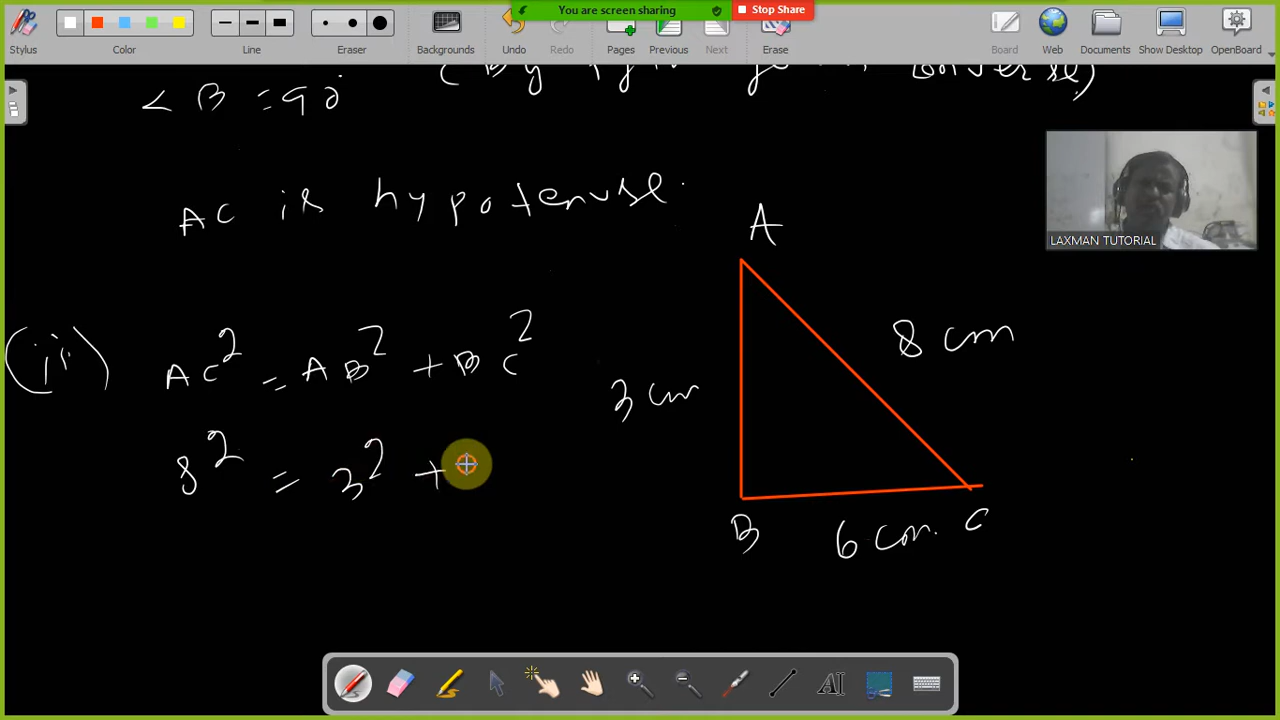 You are screen sharing
Stop Share
Stylus Color Line Eraser Backgrounds Undo Redo Pages Previous Next Erase Board Web Documents Show Desktop OpenBoard
< B = 90° (By
AC is hypotenuse.
LAXMAN TUTORIAL
A
(ii) AC² = AB² + BC²
8 cm
3 cm
8² = 3² +
B 6 cm. C
AI